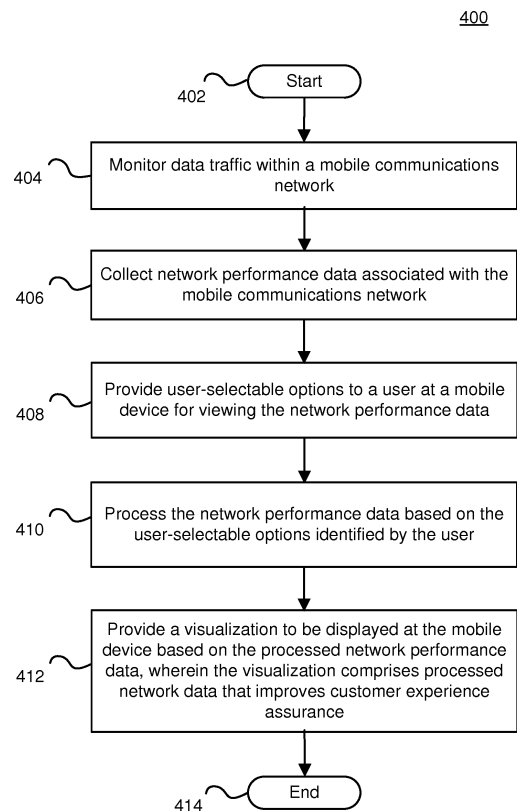 400
Start
402
Monitor data traffic within a mobile communications
network
404
Collect network performance data associated with the
mobile communications network
406
Provide user-selectable options to a user at a mobile
device for viewing the network performance data
408
Process the network performance data based on the
user-selectable options identified by the user
410
Provide a visualization to be displayed at the mobile
device based on the processed network performance
data, wherein the visualization comprises processed
network data that improves customer experience
assurance
412
End
414